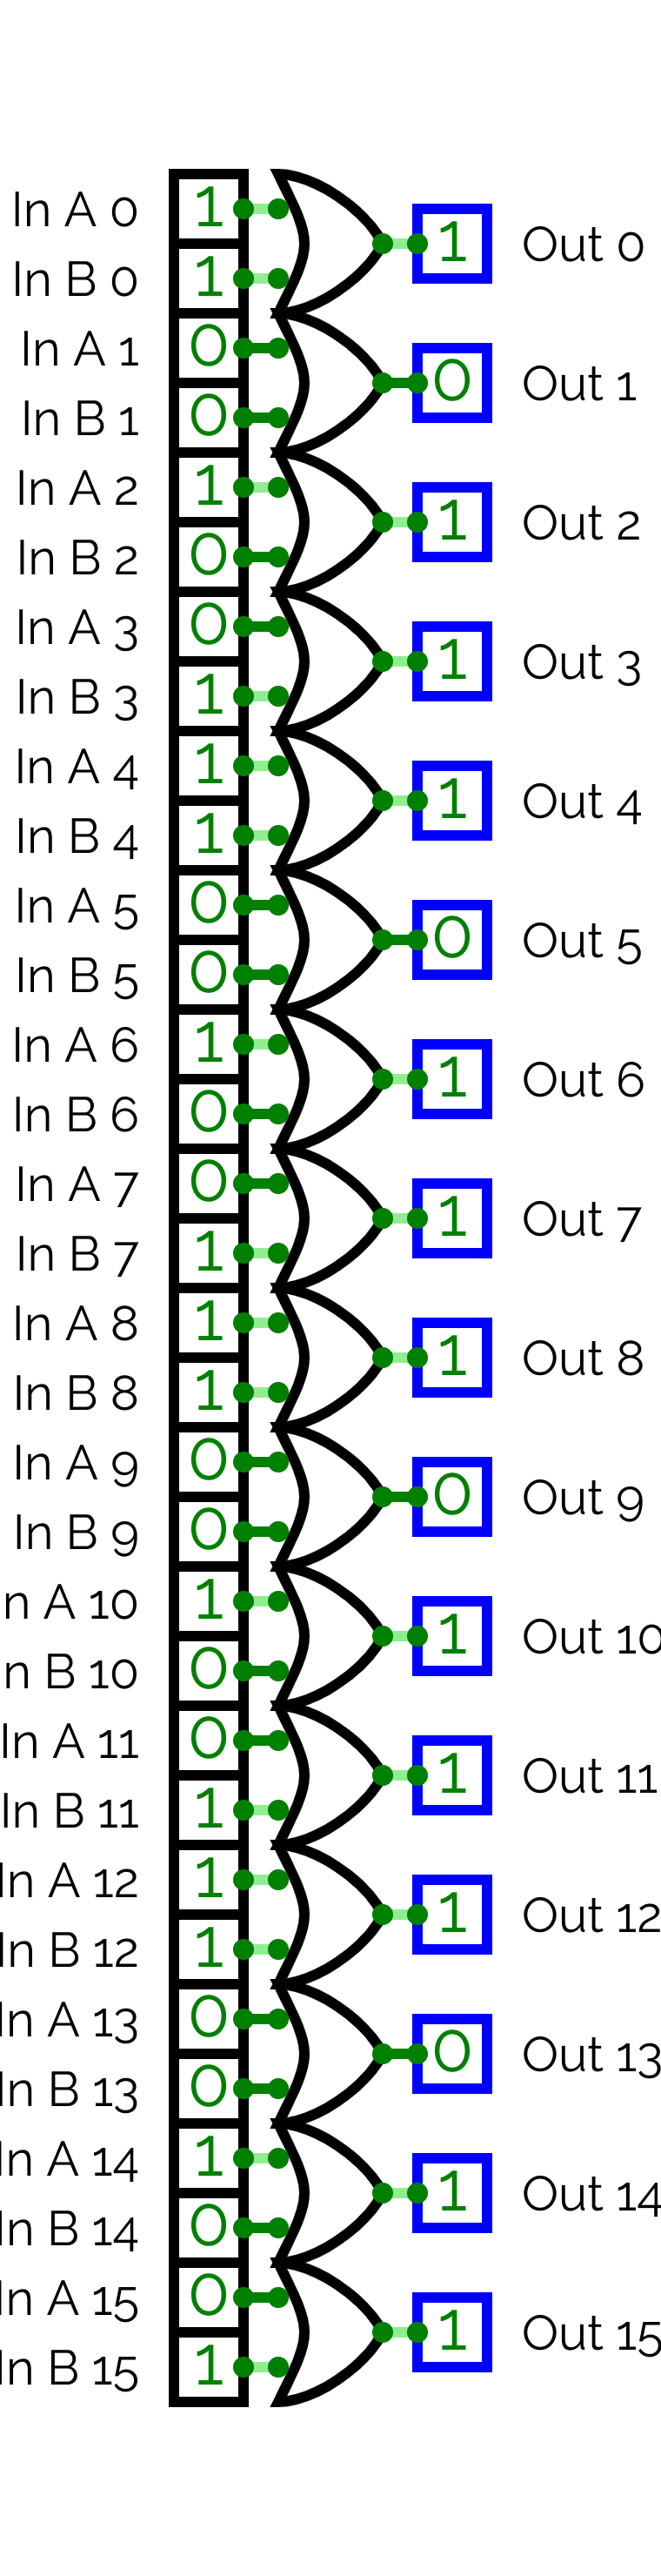 In A 0 1
1 Out 0
In B 0 1
In A 1 0
0 Out 1
In B 1 0
In A 2 1
1 Out 2
In B 2 0
In A 3 0
1 Out 3
In B 3 1
In A 4 1
1 Out 4
In B 4 1
In A 5 0
0 Out 5
In B 5 0
In A 6 1
1 Out 6
In B 6 0
In A 7 0
1 Out 7
In B 7 1
In A 8 1
1 Out 8
In B 8 1
In A 9 0
0 Out 9
In B 9 0
n A 10 1
1 Out 10
n B 10 0
In A 11 0
1 Out 11
In B 11 1
In A 12 1
1 Out 12
In B 12 1
In A 13 0
0 Out 13
In B 13 0
In A 14 1
1 Out 14
In B 14 0
In A 15 0
1 Out 15
In B 15 1